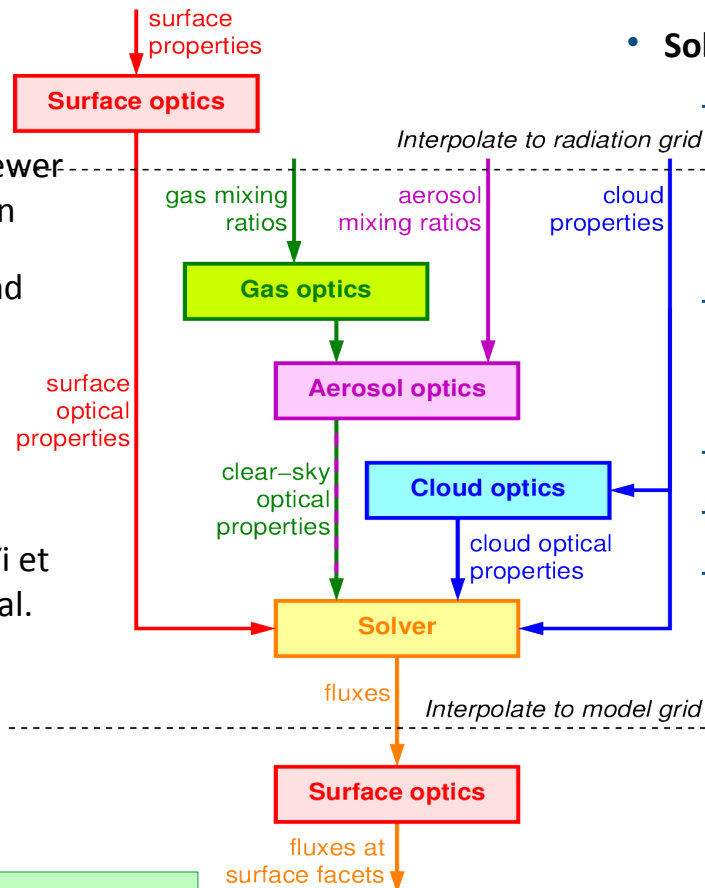 surface
properties
Sol
Surface optics
Interpolate to radiation grid
ewer
n
gas mixing
ratios
aerosol
mixing ratios
cloud
properties
nd
Gas optics
Aerosol optics
surface
optical
properties
clear–sky
optical
properties
Cloud optics
cloud optical
properties
i et
al.
Solver
fluxes
Interpolate to model grid
Surface optics
fluxes at
surface facets